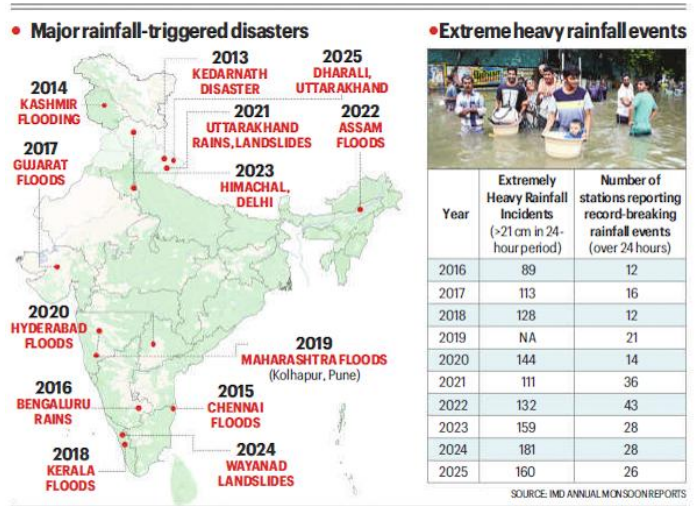 Major rainfall-triggered disasters
2013
KEDARNATH
DISASTER
2025
DHARALI,
UTTARAKHAND
2014
KASHMIR
FLOODING
2021
UTTARAKHAND
RAINS, LANDSLIDES
2022
ASSAM
FLOODS
2017
GUJARAT
FLOODS
2023
HIMACHAL,
DELHI
2020
HYDERABAD
FLOODS
2019
MAHARASHTRA FLOODS
(Kolhapur, Pune)
2016
BENGALURU
RAINS
2015
CHENNAI
FLOODS
2018
KERALA
FLOODS
2024
WAYANAD
LANDSLIDES
Extreme heavy rainfall events
Year
Extremely
Heavy Rainfall
Incidents
(>21 cm in 24-
hour period)
Number of
stations reporting
record-breaking
rainfall events
(over 24 hours)
2016 89 12
2017 113 16
2018 128 12
2019 NA 21
2020 144 14
2021 111 36
2022 132 43
2023 159 28
2024 181 28
2025 160 26
SOURCE: IMD ANNUAL MONSOON REPORTS